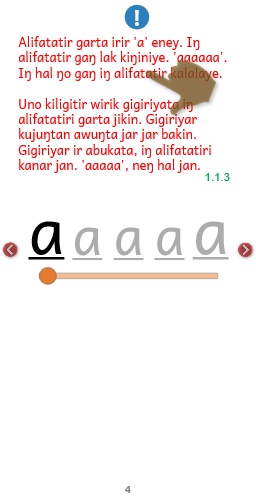 !
Alifatatir garta irir 'a' eney. Iŋ
alifatatir gaŋ lak kiŋiniye. 'aaaaaa'.
Iŋ hal ŋo gaŋ iŋ alifatatir kalalaye.
Uno kiligitir wirik gigiriyata iŋ
alifatatiri garta jikin. Gigiriyar
kujuŋtan awuŋta jar jar bakin.
Gigiriyar ir abukata, iŋ alifatatiri
kanar jan. 'aaaaa', neŋ hal jan.
1.1.3
a a a a a
4